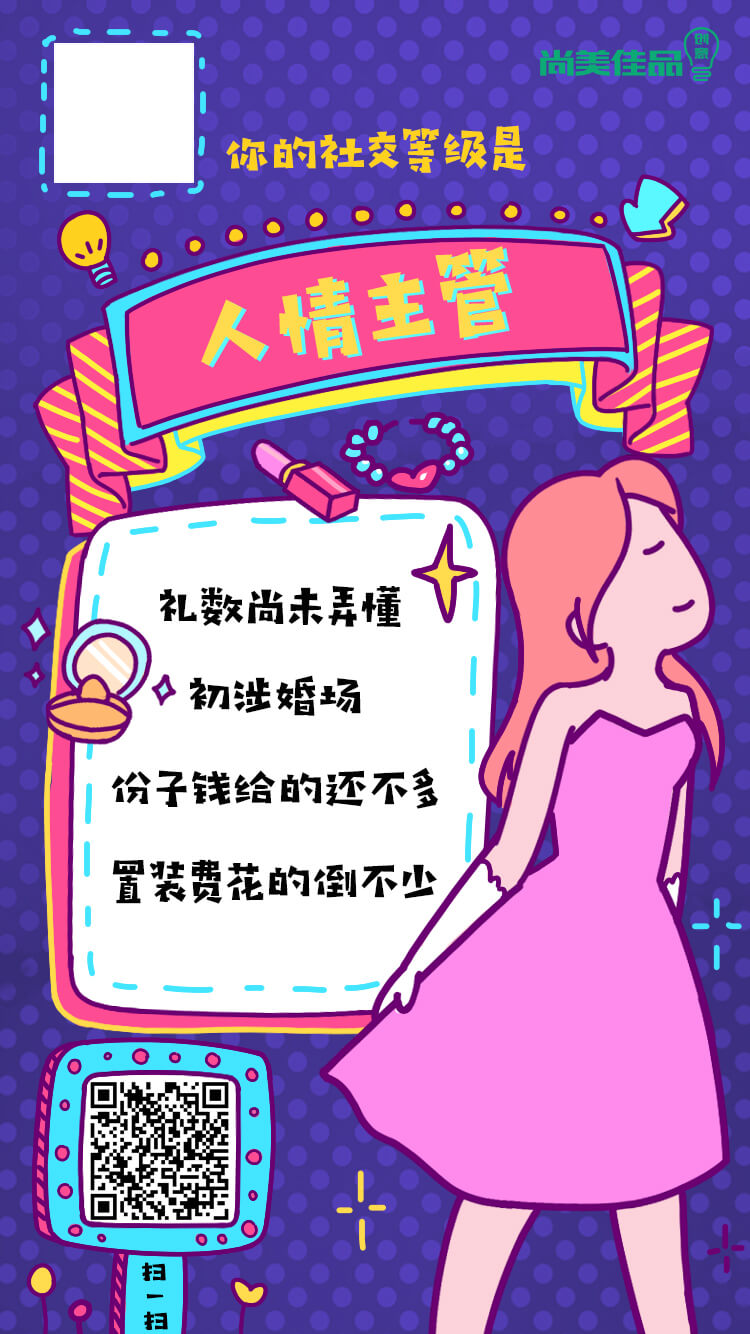 尚美佳品
创意
你的社交等级是
人情主管
礼数尚未弄懂
初涉婚场
份子钱给的还不多
置装费花的倒不少
扫一扫